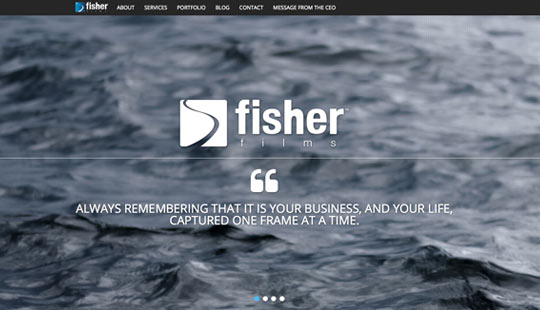 fisher ABOUT SERVICES PORTFOLIO BLOG CONTACT MESSAGE FROM THE CEO
fisher
films
ALWAYS REMEMBERING THAT IT IS YOUR BUSINESS, AND YOUR LIFE,
CAPTURED ONE FRAME AT A TIME.